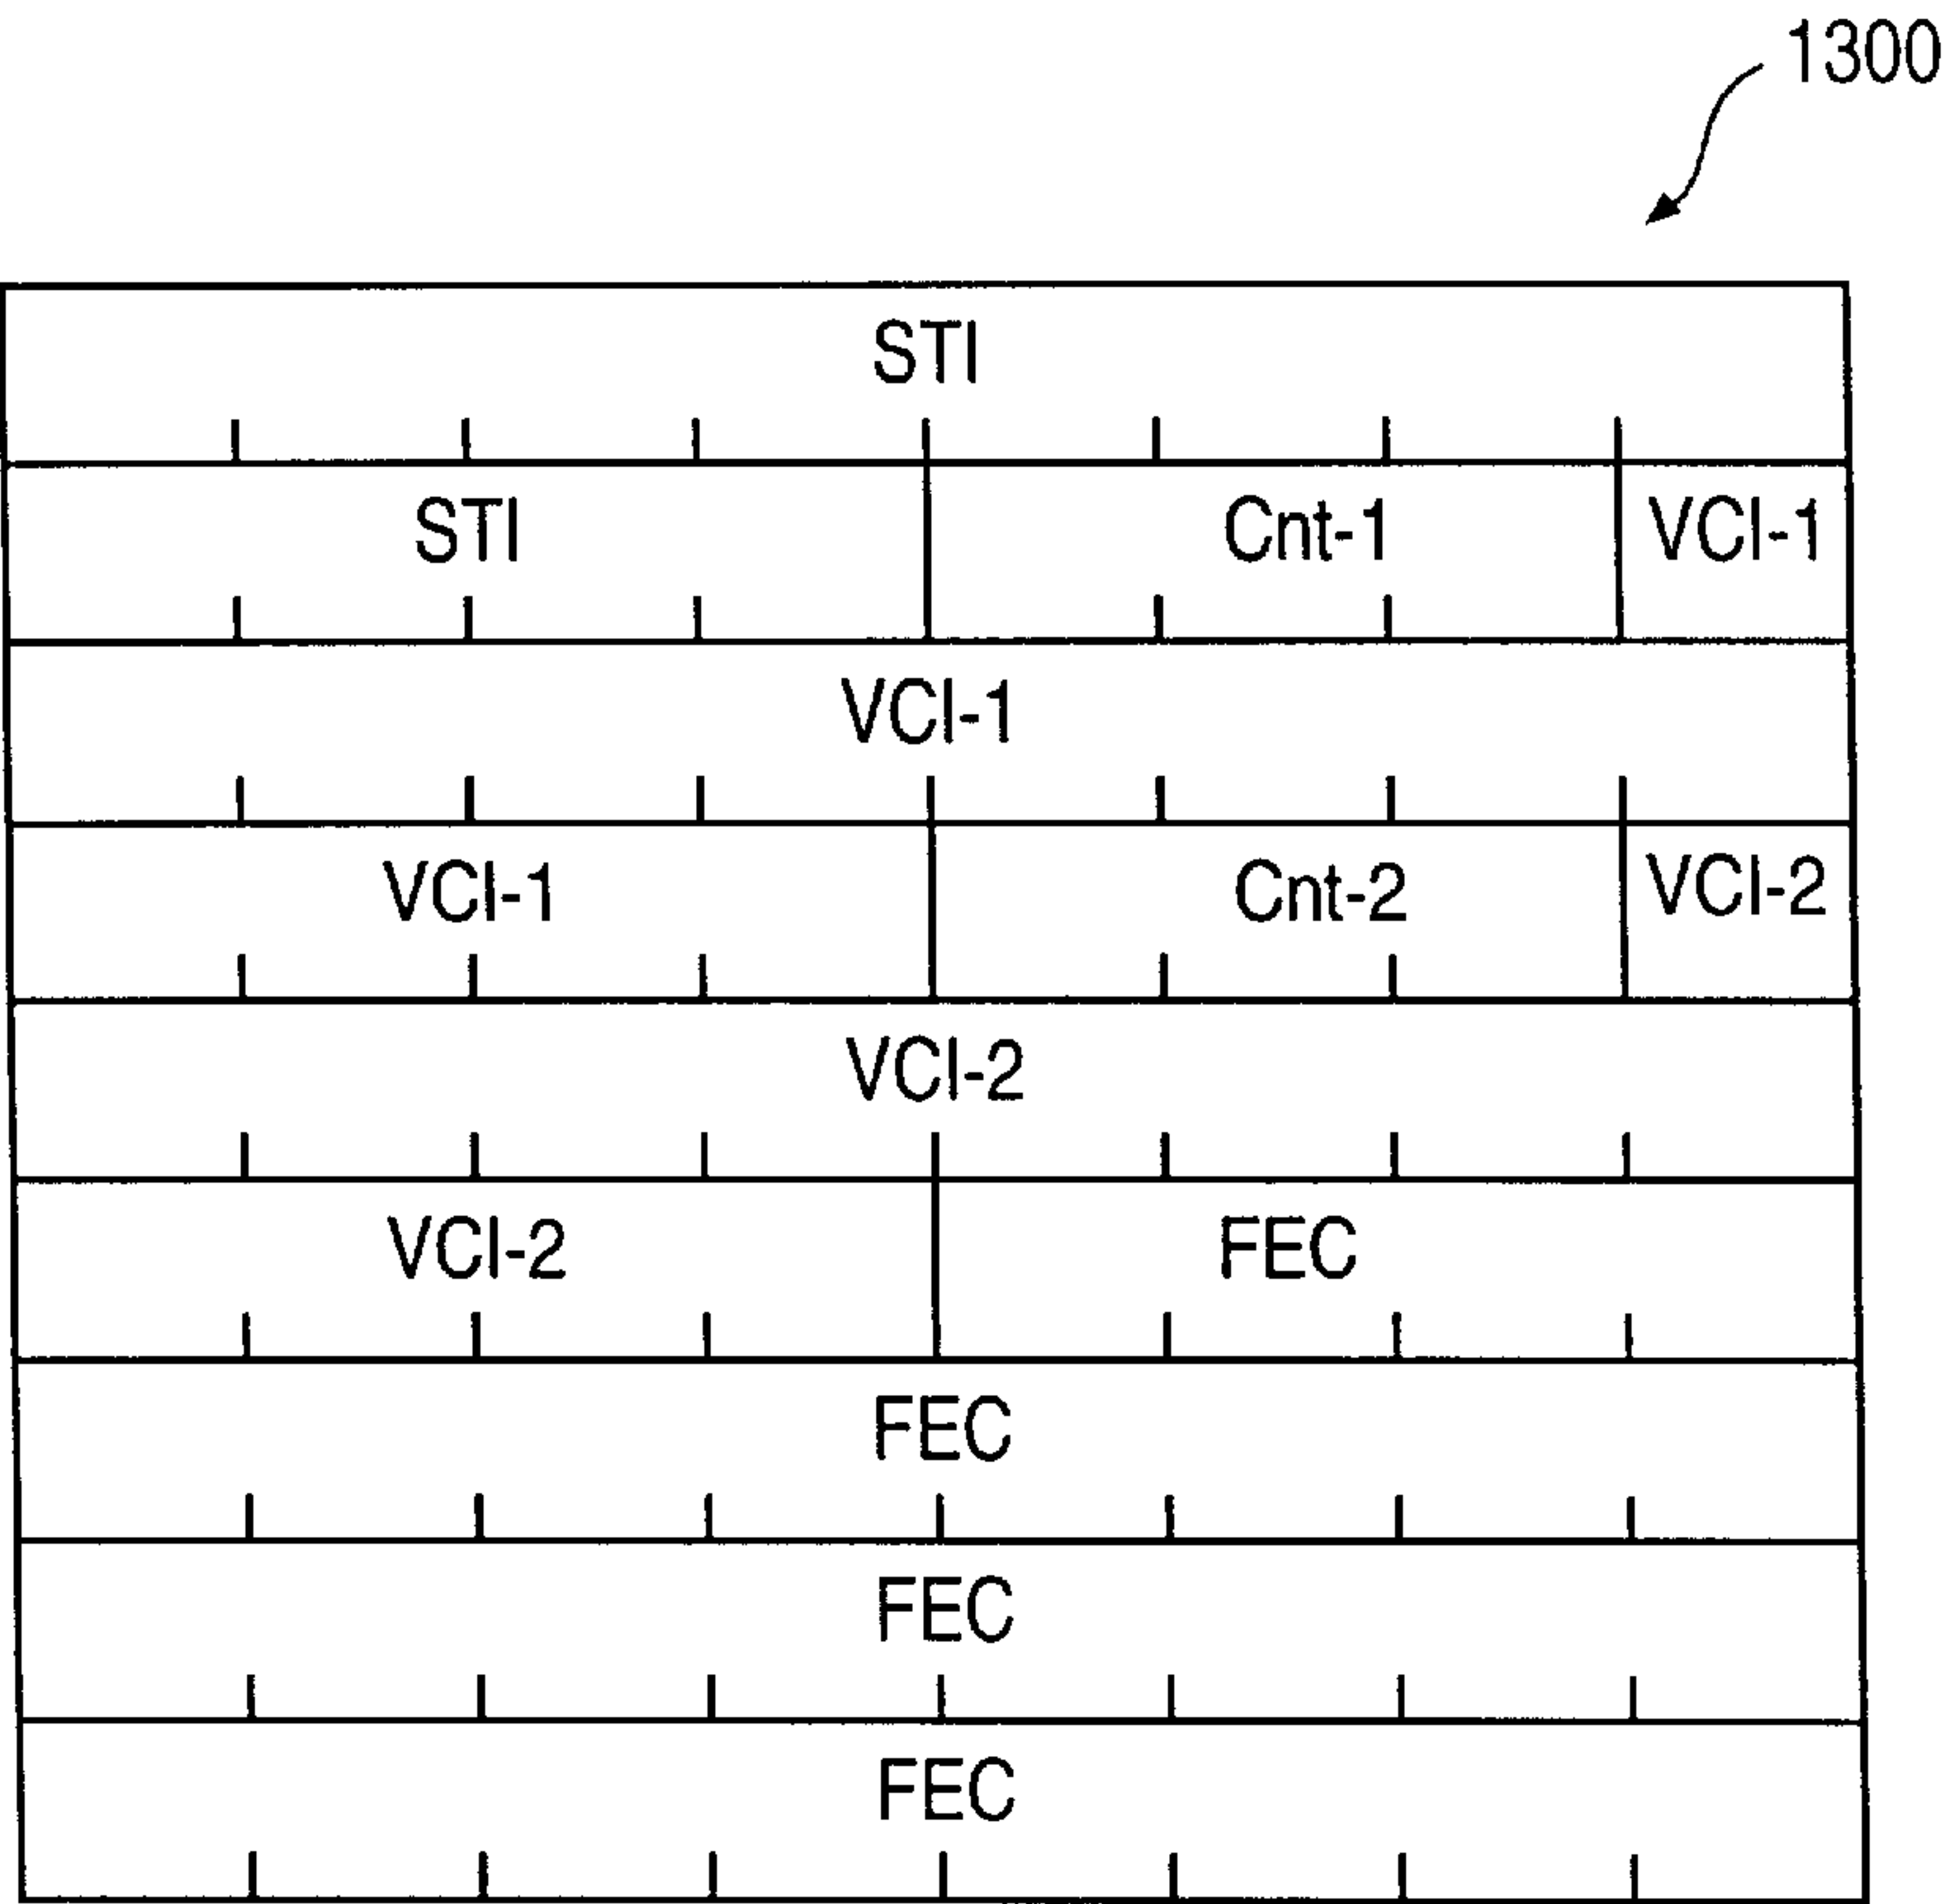 1300
STI
STI Cnt-1 VCI-1
VCI-1
VCI-1 Cnt-2 VCI-2
VCI-2
VCI-2 FEC
FEC
FEC
FEC